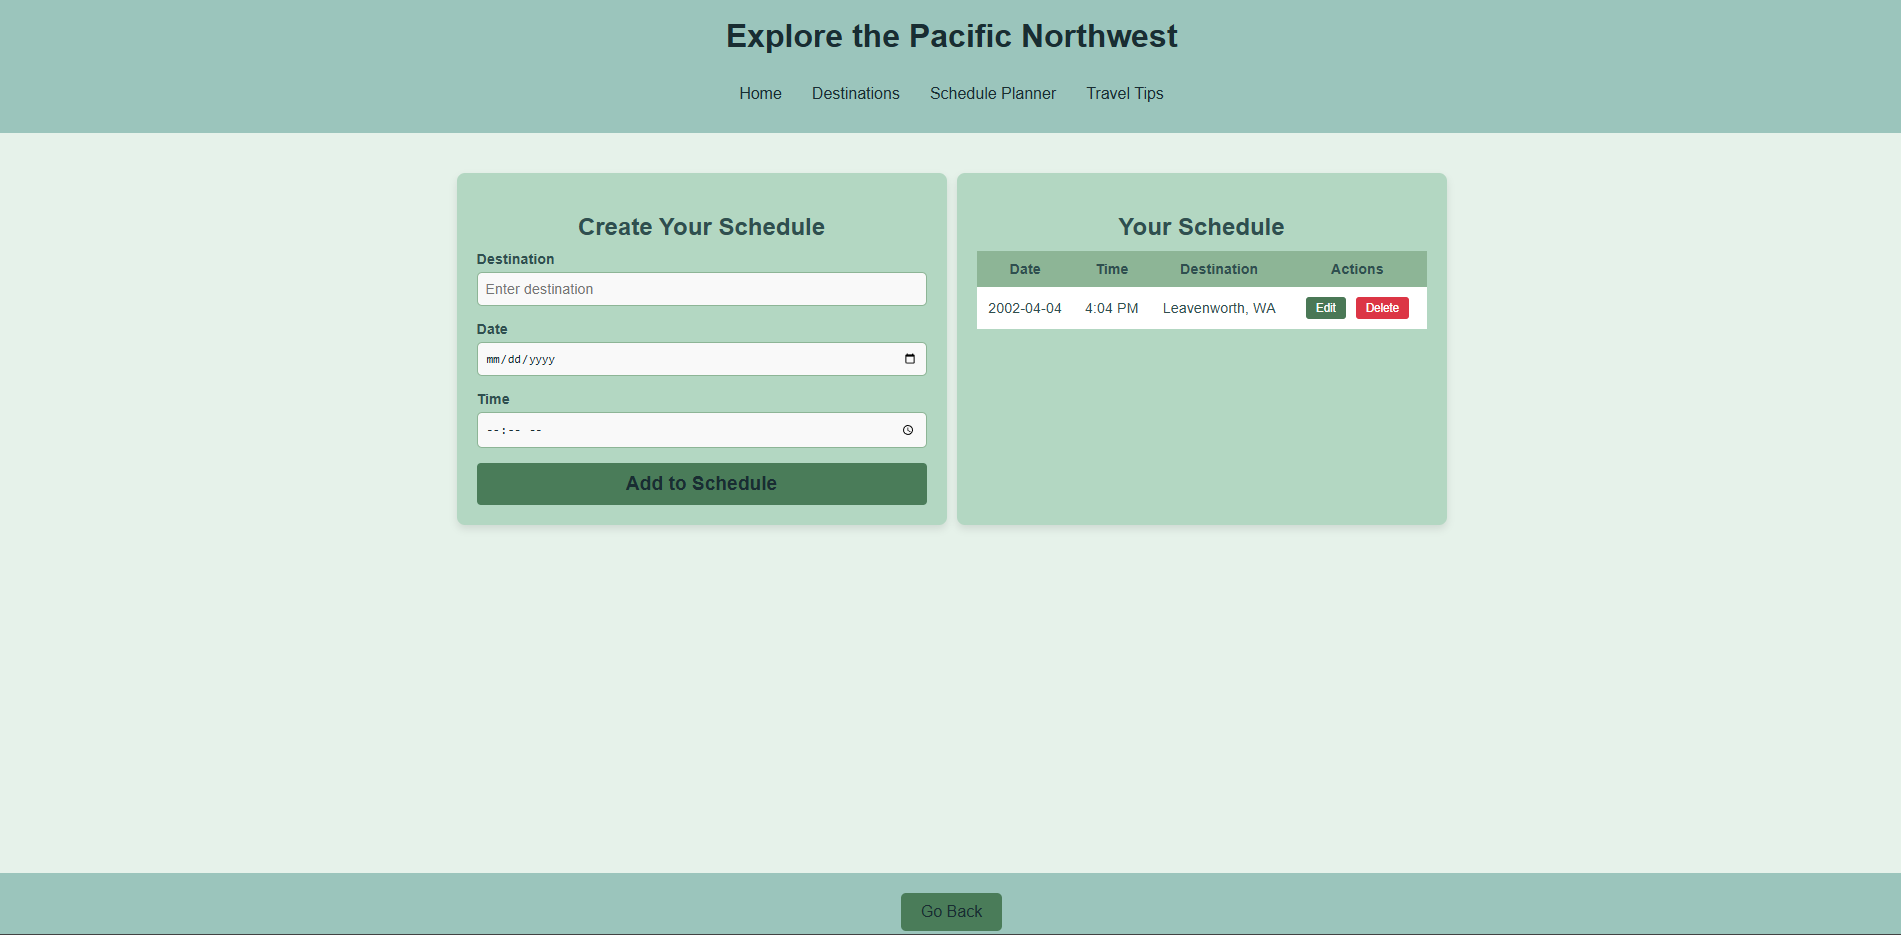 Explore the Pacific Northwest
Home Destinations Schedule Planner Travel Tips
Create Your Schedule
Destination
Enter destination
Date
mm/dd/yyyy
Time
--:-- --
Add to Schedule
Your Schedule
Date Time Destination Actions
2002-04-04 4:04 PM Leavenworth, WA Edit Delete
Go Back